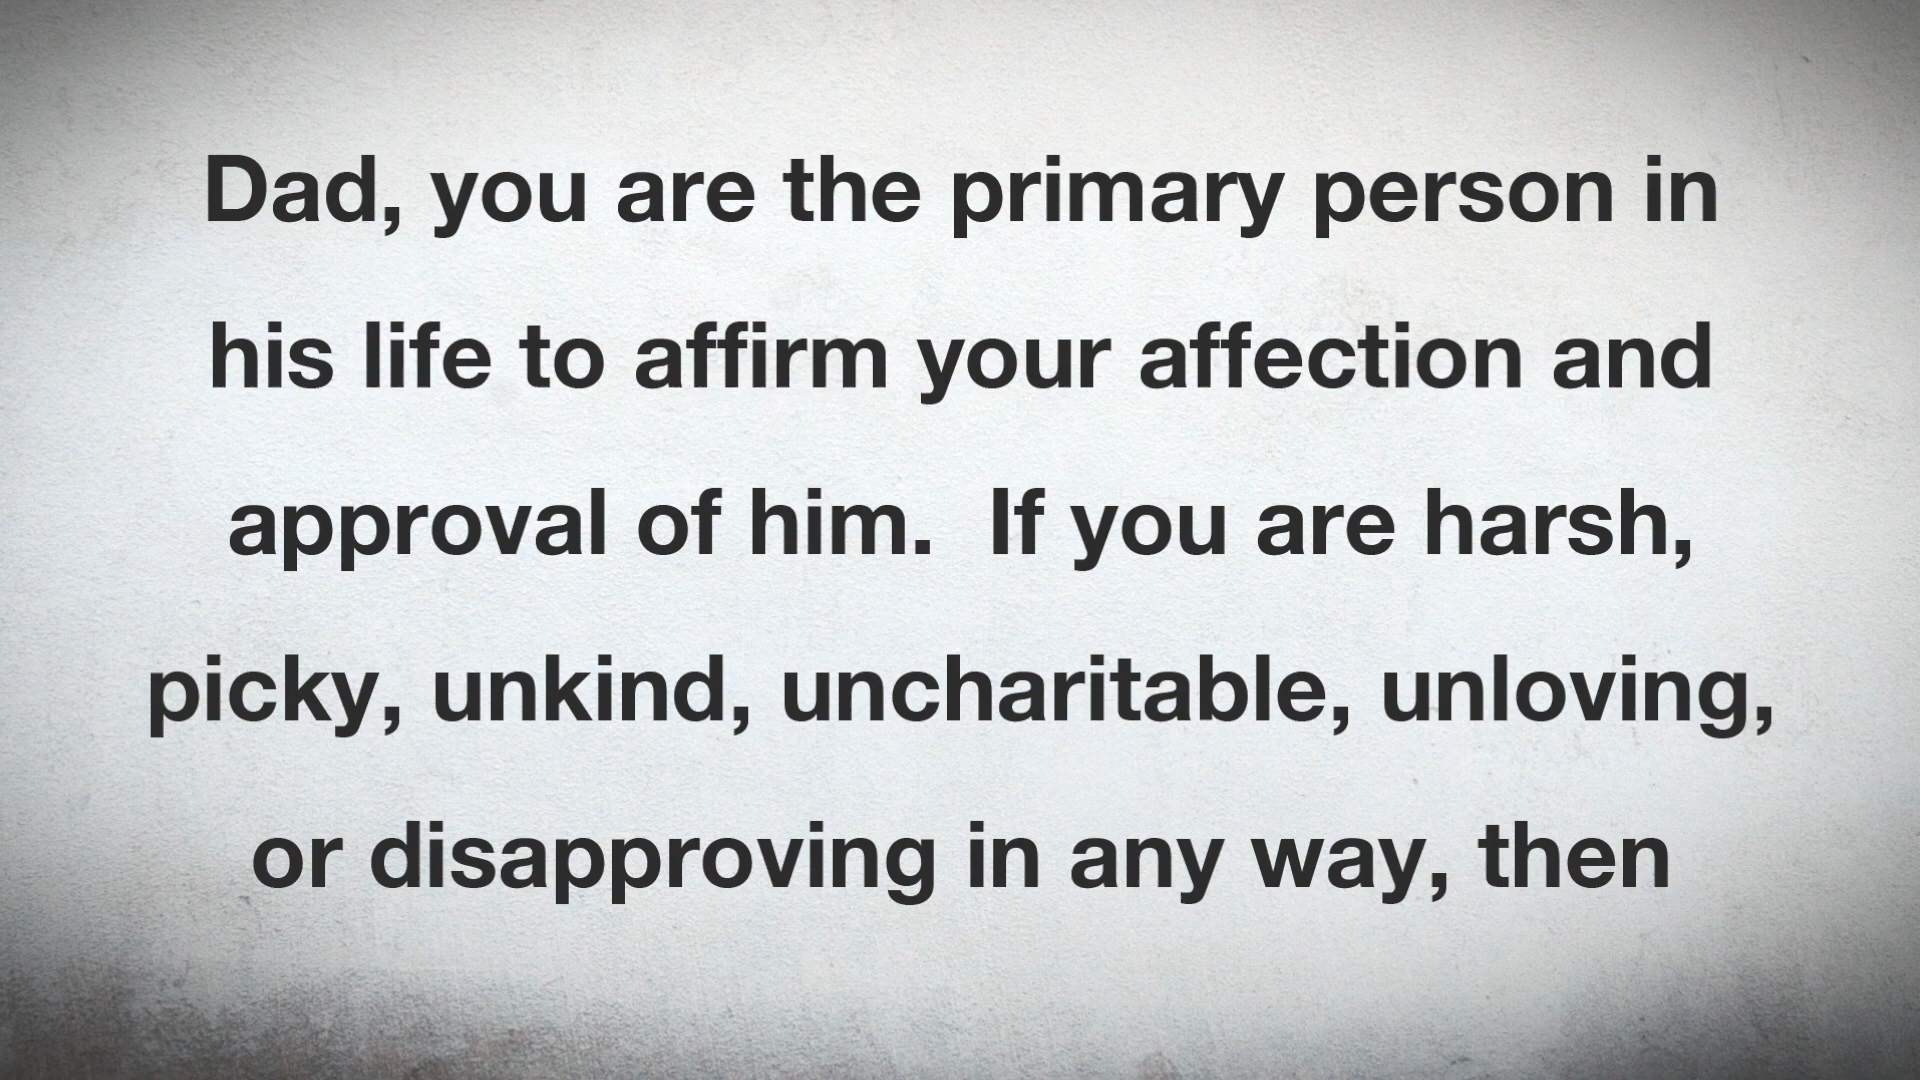 Dad, you are the primary person in
his life to affirm your affection and
approval of him.  If you are harsh,
picky, unkind, uncharitable, unloving,
or disapproving in any way, then